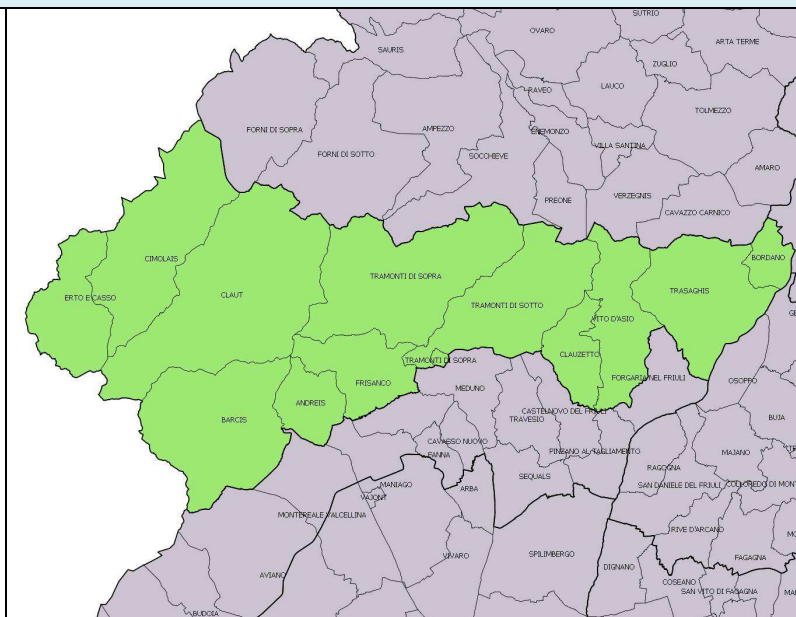 SUTRIO
OVARO
ARTA TERME
SAURIS
ZUGLIO
LAUCO
RAVEO
TOLMEZZO
FORNI DI SOPRA
AMPEZZO
ENEMONZO
VILLA SANTINA
FORNI DI SOTTO
SOCCHIEVE
AMARO
PREONE
VERZEGNIS
CAVAZZO CARNICO
CIMOLAIS
BORDANO
TRAMONTI DI SOPRA
ERTO E CASSO
CLAUT
TRASAGHIS
TRAMONTI DI SOTTO
VITO D'ASIO
GE
CLAUZETTO
TRAMONTI DI SOPRA
FRISANCO
FORGARIA NEL FRIULI
OSOPPO
MEDUNO
ANDREIS
CASTELNOVO DEL FRIULI
BARCIS
TRAVESIO
BUJA
CAVASSO NUOVO
PINZANO AL TAGLIAMENTO
MAJANO
FANNA
RAGOGNA
SEQUALS
MANIAGO
ARBA
SAN DANIELE DEL FRIULI
COLLOREDO DI MONT
VAJONT
MONTEREALE VALCELLINA
RIVE D'ARCANO
VIVARO
SPILIMBERGO
FAGAGNA
DIGNANO
AVIANO
COSEANO
SAN VITO DI FAGAGNA
BUDOIA